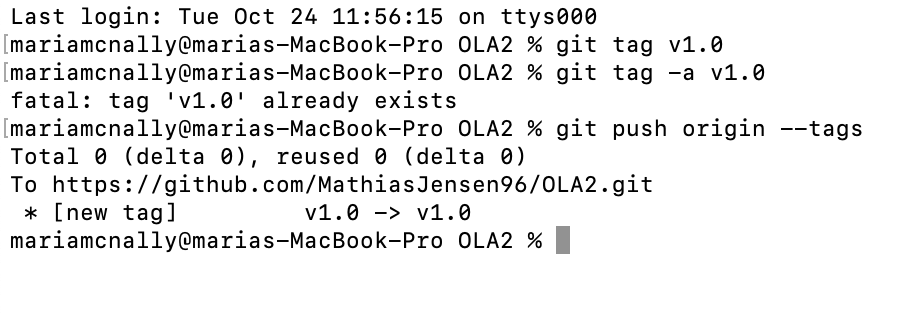 Last login: Tue Oct 24 11:56:15 on ttys000
[mariamcnally@marias-MacBook-Pro OLA2 % git tag v1.0
[mariamcnally@marias-MacBook-Pro OLA2 % git tag -a v1.0
fatal: tag 'v1.0' already exists
[mariamcnally@marias-MacBook-Pro OLA2 % git push origin --tags
Total 0 (delta 0), reused 0 (delta 0)
To https://github.com/MathiasJensen96/OLA2.git
 * [new tag]         v1.0 -> v1.0
mariamcnally@marias-MacBook-Pro OLA2 %